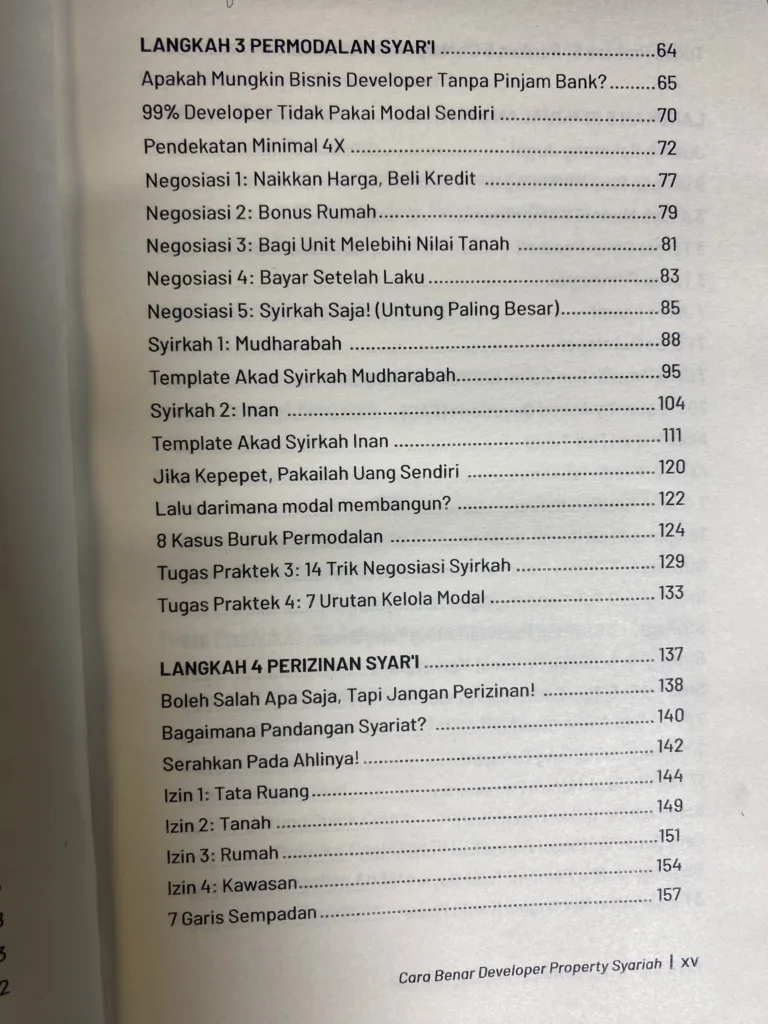 LANGKAH 3 PERMODALAN SYAR'I ........................................ 64
Apakah Mungkin Bisnis Developer Tanpa Pinjam Bank?......... 65
99% Developer Tidak Pakai Modal Sendiri ............................... 70
Pendekatan Minimal 4X ............................................................ 72
Negosiasi 1: Naikkan Harga, Beli Kredit .................................. 77
Negosiasi 2: Bonus Rumah....................................................... 79
Negosiasi 3: Bagi Unit Melebihi Nilai Tanah ........................... 81
Negosiasi 4: Bayar Setelah Laku.............................................. 83
Negosiasi 5: Syirkah Saja! (Untung Paling Besar)................... 85
Syirkah 1: Mudharabah ............................................................ 88
Template Akad Syirkah Mudharabah........................................ 95
Syirkah 2: Inan ........................................................................ 104
Template Akad Syirkah Inan .................................................... 111
Jika Kepepet, Pakailah Uang Sendiri ...................................... 120
Lalu darimana modal membangun? ........................................ 122
8 Kasus Buruk Permodalan ..................................................... 124
Tugas Praktek 3: 14 Trik Negosiasi Syirkah ............................. 129
Tugas Praktek 4: 7 Urutan Kelola Modal ................................. 133
LANGKAH 4 PERIZINAN SYAR'I .............................................. 137
Boleh Salah Apa Saja, Tapi Jangan Perizinan! ....................... 138
Bagaimana Pandangan Syariat? ............................................. 140
Serahkan Pada Ahlinya! .......................................................... 142
Izin 1: Tata Ruang.................................................................... 144
Izin 2: Tanah ........................................................................... 149
Izin 3: Rumah .......................................................................... 151
Izin 4: Kawasan....................................................................... 154
7 Garis Sempadan ................................................................... 157
Cara Benar Developer Property Syariah | xv